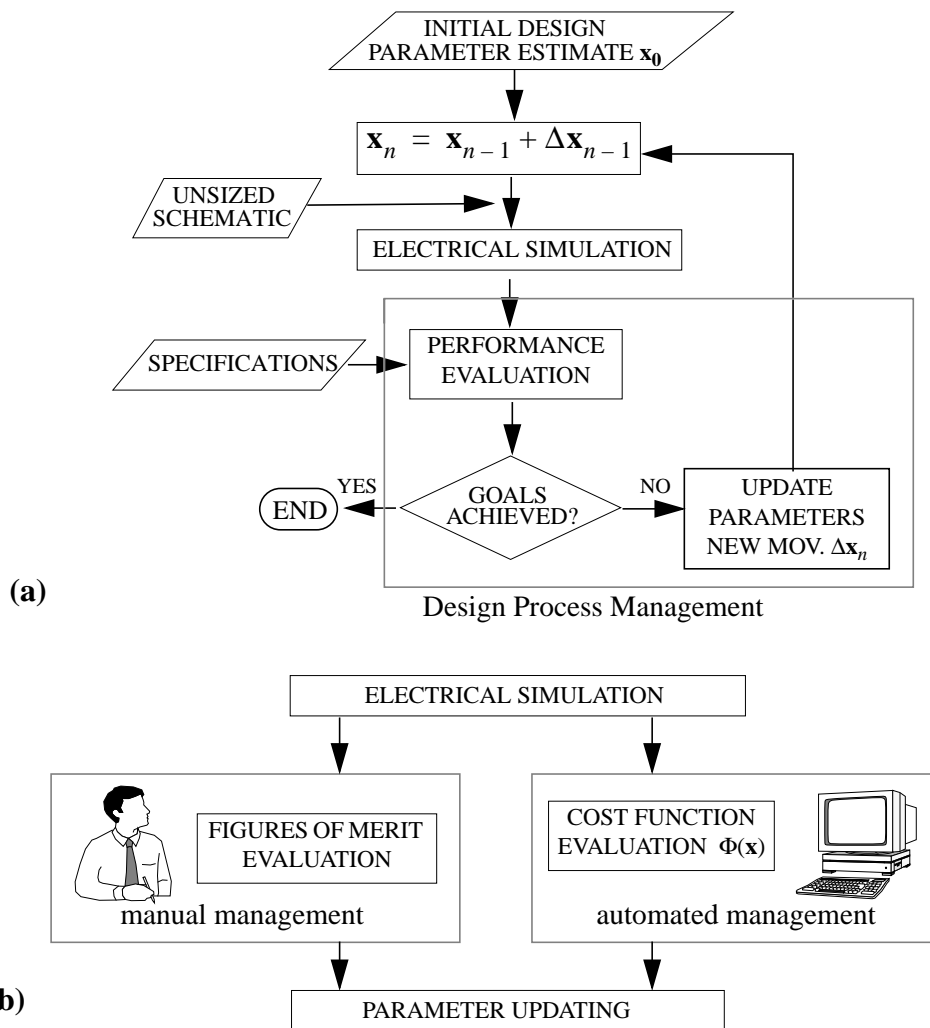 INITIAL DESIGN
PARAMETER ESTIMATE x₀
xₙ = xₙ₋₁ + Δxₙ₋₁
UNSIZED
SCHEMATIC
ELECTRICAL SIMULATION
PERFORMANCE
EVALUATION
SPECIFICATIONS
GOALS
ACHIEVED?
YES
END
NO
UPDATE
PARAMETERS
NEW MOV. Δxₙ
(a)
Design Process Management
ELECTRICAL SIMULATION
FIGURES OF MERIT
EVALUATION
manual management
COST FUNCTION
EVALUATION Φ(x)
automated management
b)
PARAMETER UPDATING